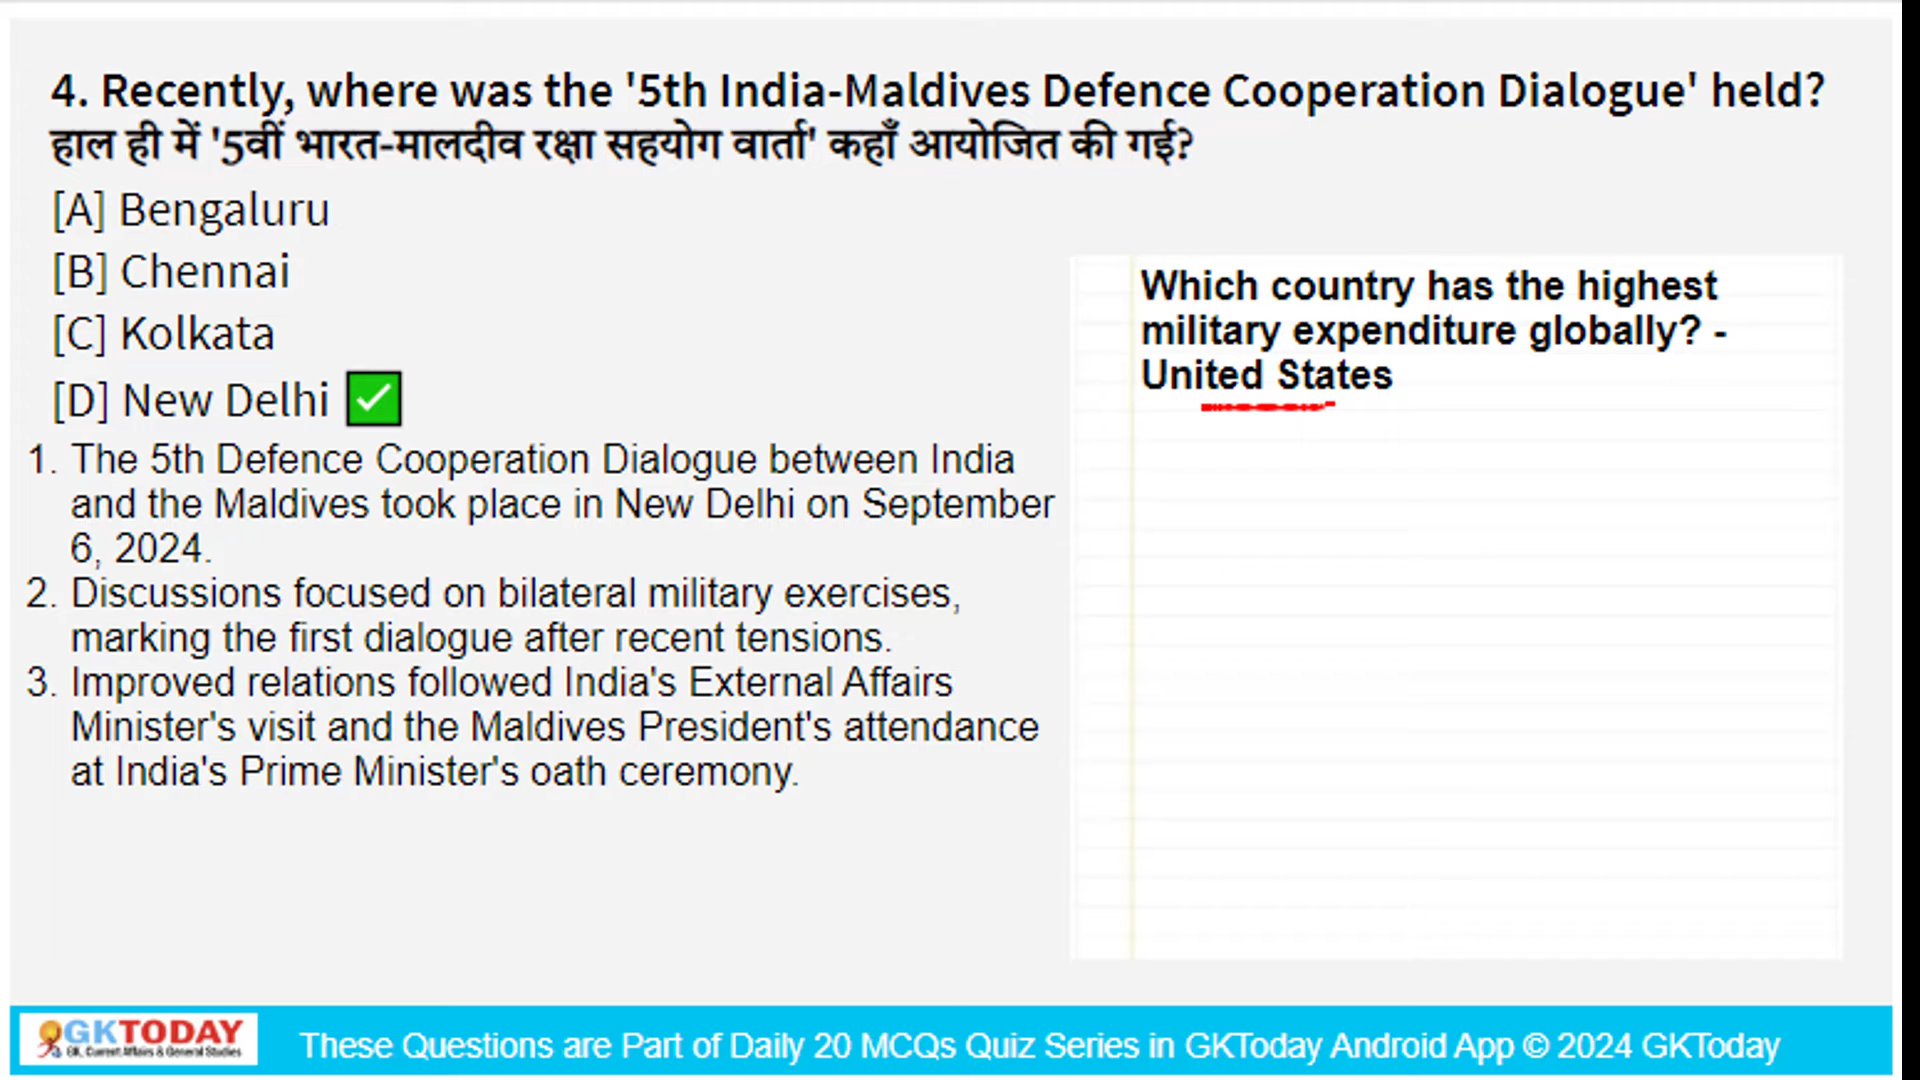 4. Recently, where was the '5th India-Maldives Defence Cooperation Dialogue' held?
हाल ही में '5वीं भारत-मालदीव रक्षा सहयोग वार्ता' कहाँ आयोजित की गई?
[A] Bengaluru
[B] Chennai
[C] Kolkata
[D] New Delhi
1. The 5th Defence Cooperation Dialogue between India
and the Maldives took place in New Delhi on September
6, 2024.
2. Discussions focused on bilateral military exercises,
marking the first dialogue after recent tensions.
3. Improved relations followed India's External Affairs
Minister's visit and the Maldives President's attendance
at India's Prime Minister's oath ceremony.
Which country has the highest
military expenditure globally? -
United States
GKTODAY
GK, Current Affairs & General Studies
These Questions are Part of Daily 20 MCQs Quiz Series in GKToday Android App © 2024 GKToday